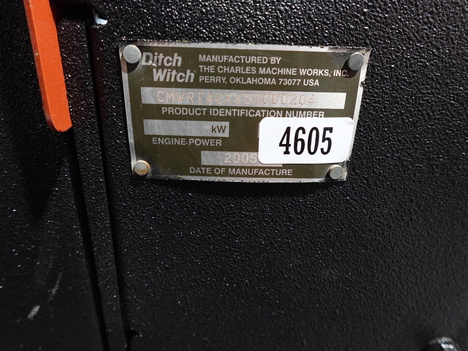 Ditch Witch
MANUFACTURED BY
THE CHARLES MACHINE WORKS, INC.
PERRY, OKLAHOMA 73077 USA
PRODUCT IDENTIFICATION NUMBER
kW
4605
ENGINE POWER
2005
DATE OF MANUFACTURE